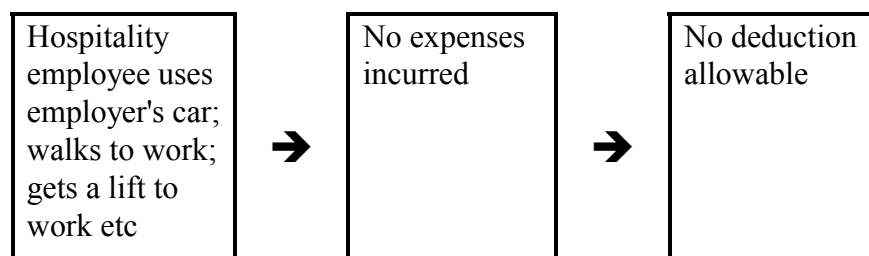 Hospitality
employee uses
employer's car;
walks to work;
gets a lift to
work etc
➔
No expenses
incurred
➔
No deduction
allowable